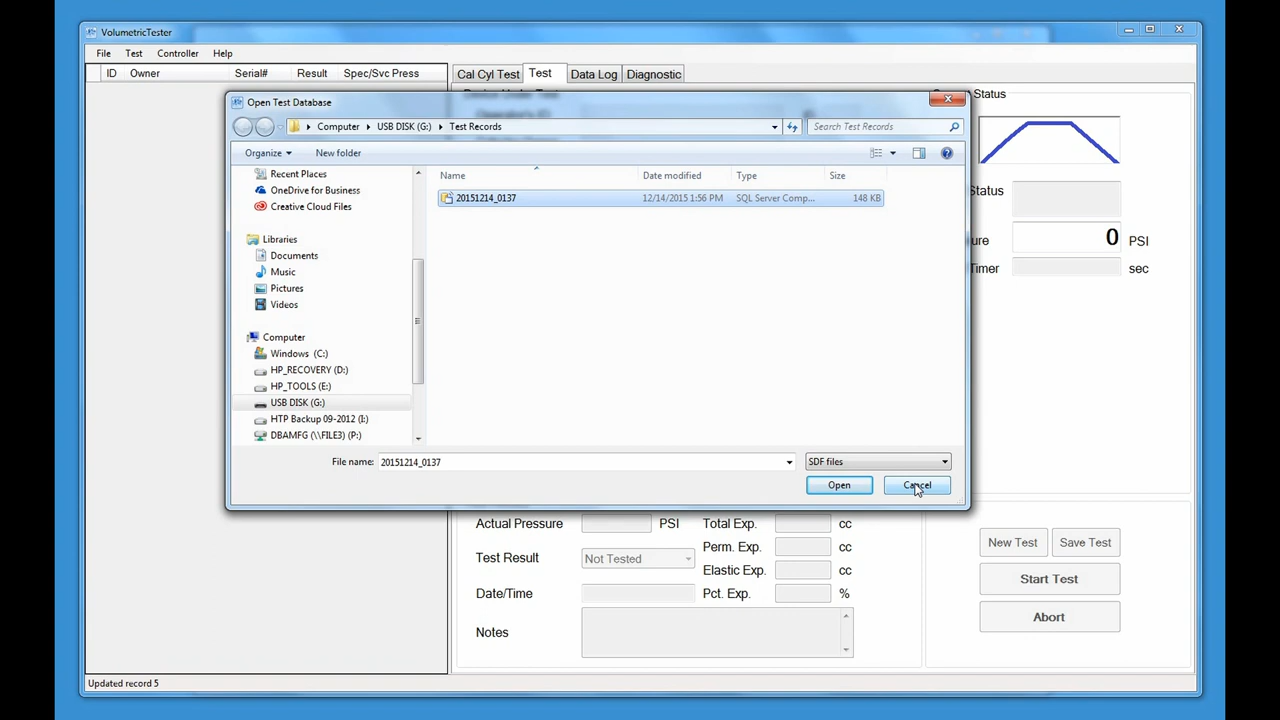 VolumetricTester
File Test Controller Help
ID Owner Serial# Result Spec/Svc Press
Cal Cyl Test Test Data Log Diagnostic
Status
Open Test Database
Computer USB DISK (G:) Test Records
Search Test Records
Organize New folder
Recent Places
OneDrive for Business
Creative Cloud Files
Libraries
Documents
Music
Pictures
Videos
Computer
Windows (C:)
HP_RECOVERY (D:)
HP_TOOLS (E:)
USB DISK (G:)
HTP Backup 09-2012 (I:)
DBAMFG (\\FILE3) (P:)
Name Date modified Type Size
20151214_0137 12/14/2015 1:56 PM SQL Server Comp... 148 KB
File name: 20151214_0137 SDF files
Open Cancel
Status
ure 0 PSI
Timer sec
Actual Pressure PSI Total Exp. cc
Perm. Exp. cc
Test Result Not Tested
Elastic Exp. cc
Date/Time Pct. Exp. %
Notes
New Test Save Test
Start Test
Abort
Updated record 5